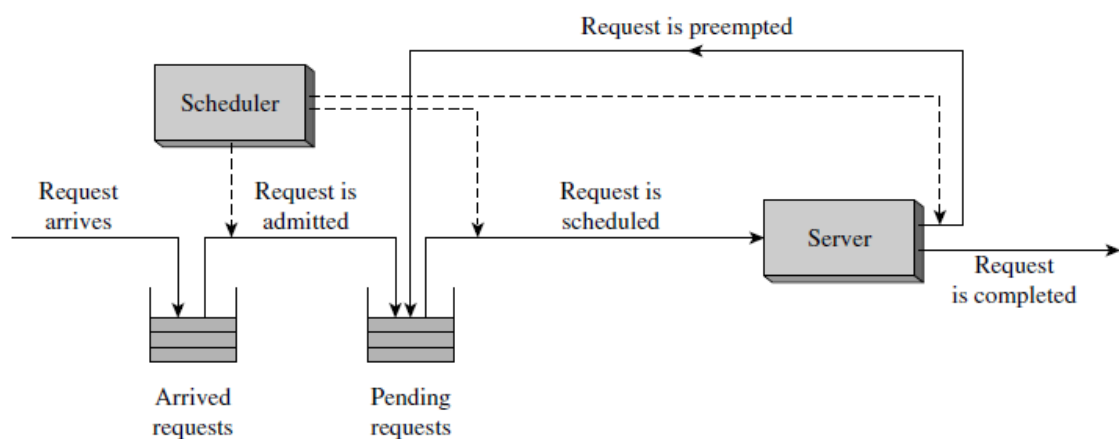 Request is preempted
Scheduler
Request
arrives
Request is
admitted
Request is
scheduled
Server
Request
is completed
Arrived
requests
Pending
requests